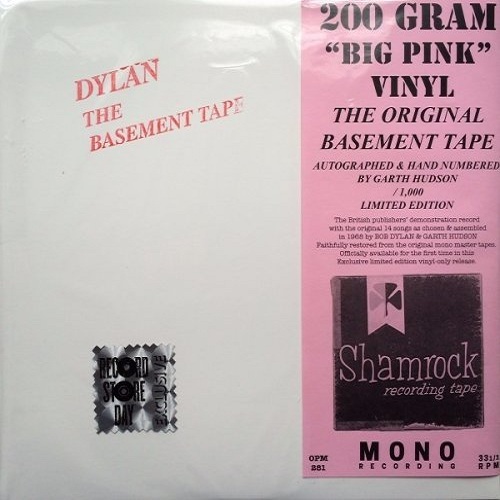 DYLAN
THE
BASEMENT TAPE
RECORD
STORE
DAY
EXCLUSIVE
200 GRAM
“BIG PINK”
VINYL
THE ORIGINAL
BASEMENT TAPE
AUTOGRAPHED & HAND NUMBERED
BY GARTH HUDSON
/ 1,000
LIMITED EDITION
The British publishers' demonstration record
with the original 14 songs as chosen & assembled
in 1968 by BOB DYLAN & GARTH HUDSON
Faithfully restored from the original mono master tapes.
Officially available for the first time in this
Exclusive limited edition vinyl-only release.
Shamrock
recording tape
OPM
281
MONO
RECORDING
33 1/3
RPM